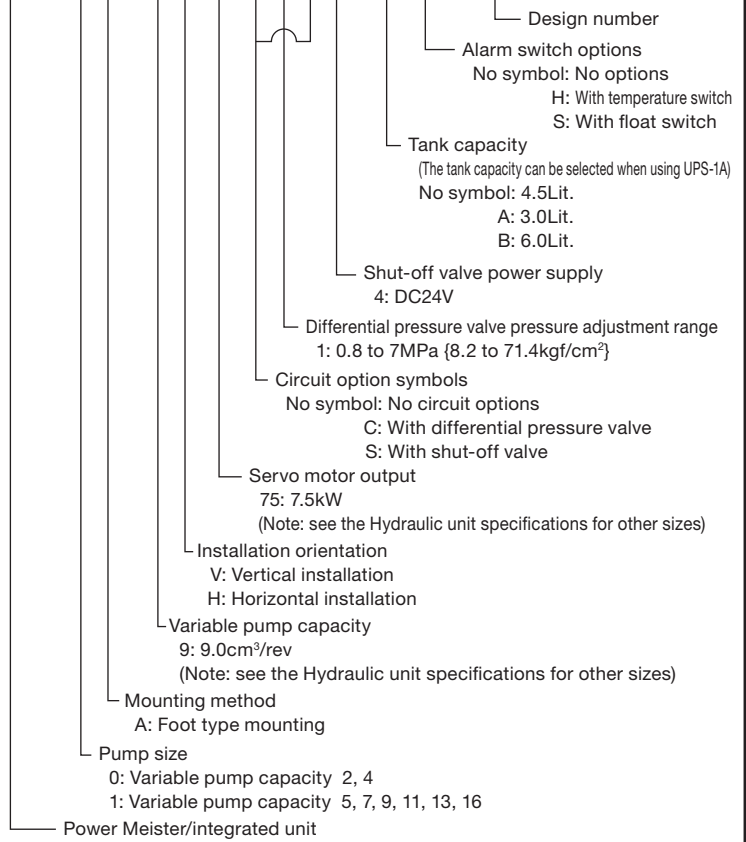 Design number
Alarm switch options
No symbol: No options
H: With temperature switch
S: With float switch
Tank capacity
(The tank capacity can be selected when using UPS-1A)
No symbol: 4.5Lit.
A: 3.0Lit.
B: 6.0Lit.
Shut-off valve power supply
4: DC24V
Differential pressure valve pressure adjustment range
1: 0.8 to 7MPa {8.2 to 71.4kgf/cm²}
Circuit option symbols
No symbol: No circuit options
C: With differential pressure valve
S: With shut-off valve
Servo motor output
75: 7.5kW
(Note: see the Hydraulic unit specifications for other sizes)
Installation orientation
V: Vertical installation
H: Horizontal installation
Variable pump capacity
9: 9.0cm³/rev
(Note: see the Hydraulic unit specifications for other sizes)
Mounting method
A: Foot type mounting
Pump size
0: Variable pump capacity 2, 4
1: Variable pump capacity 5, 7, 9, 11, 13, 16
Power Meister/integrated unit